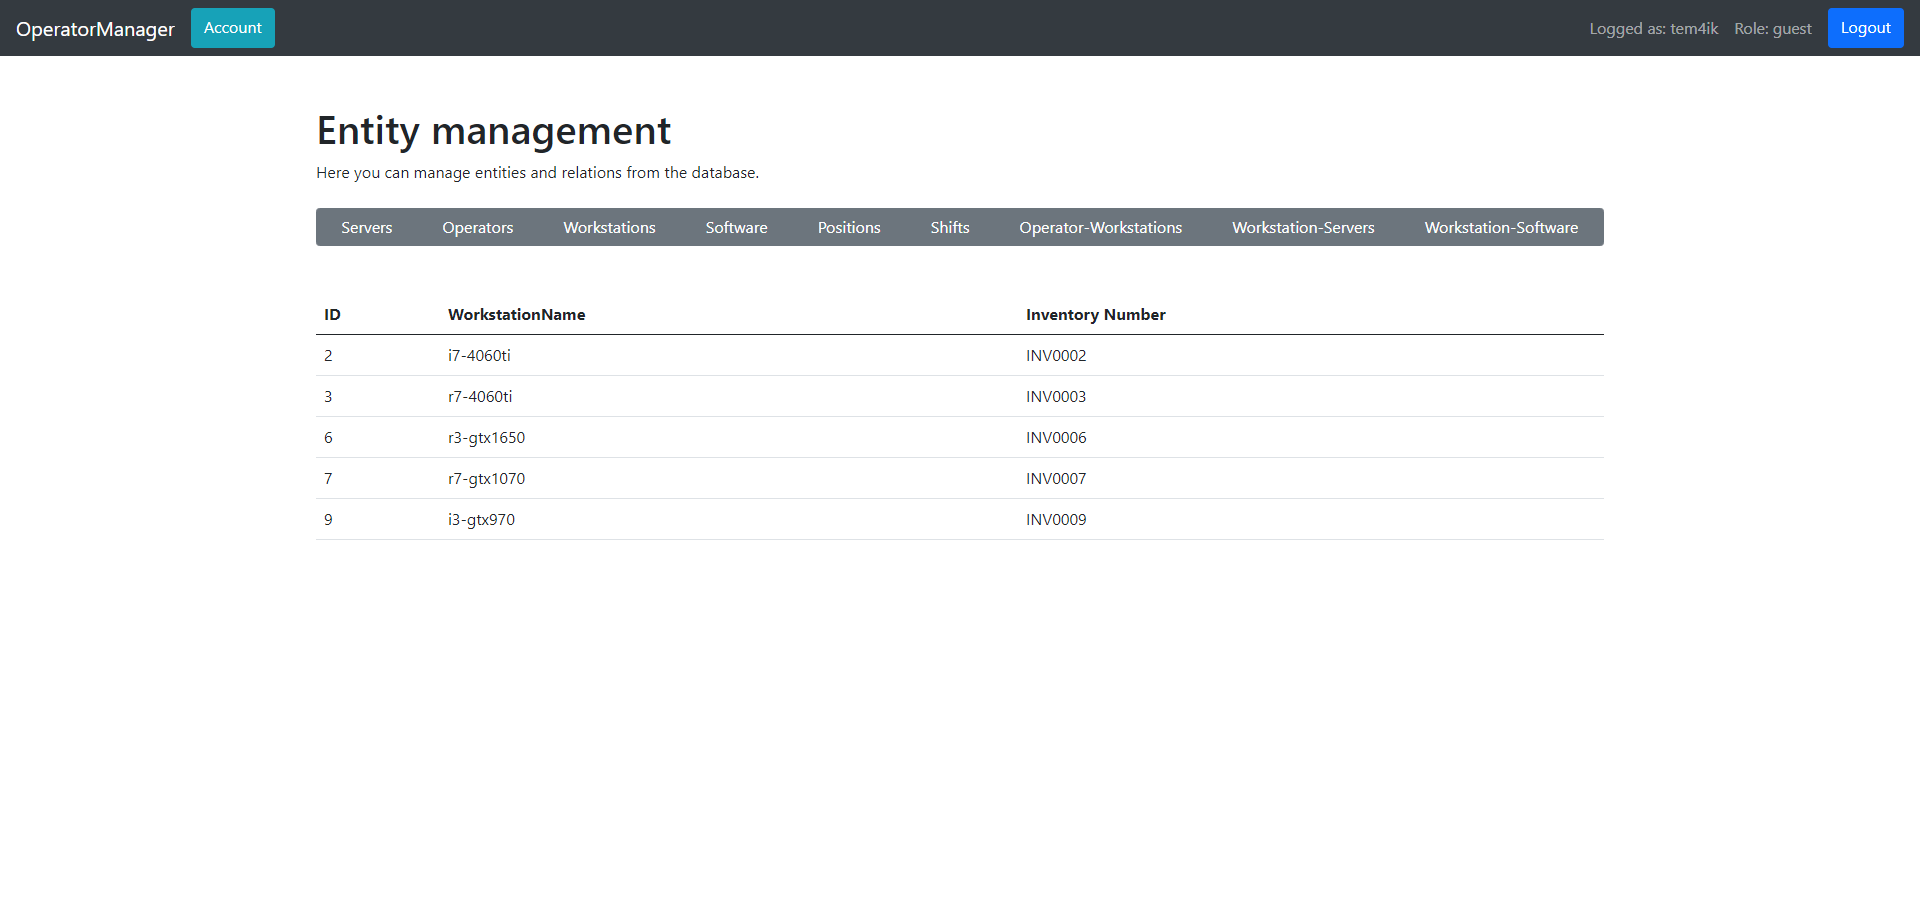 OperatorManager Account Logged as: tem4ik Role: guest Logout
Entity management
Here you can manage entities and relations from the database.
Servers Operators Workstations Software Positions Shifts Operator-Workstations Workstation-Servers Workstation-Software
ID WorkstationName Inventory Number
2 i7-4060ti INV0002
3 r7-4060ti INV0003
6 r3-gtx1650 INV0006
7 r7-gtx1070 INV0007
9 i3-gtx970 INV0009